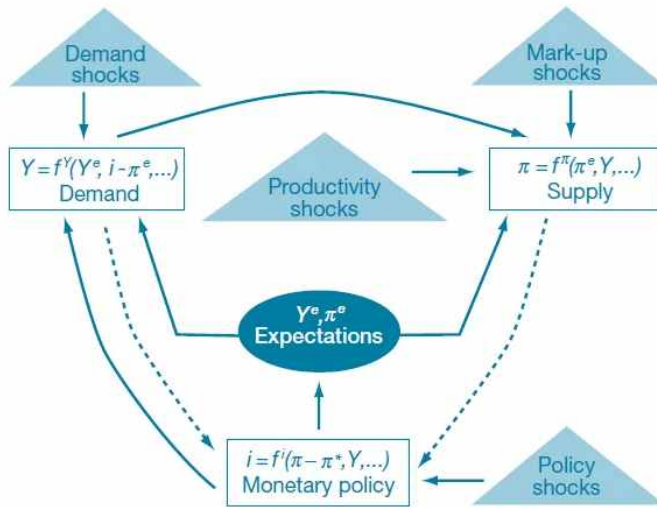 Demand
shocks
Mark-up
shocks
Y = f^Y(Y^e, i - π^e,...)
Demand
Productivity
shocks
π = f^π(π^e, Y,...)
Supply
Y^e, π^e
Expectations
i = f^i(π - π*, Y,...)
Monetary policy
Policy
shocks